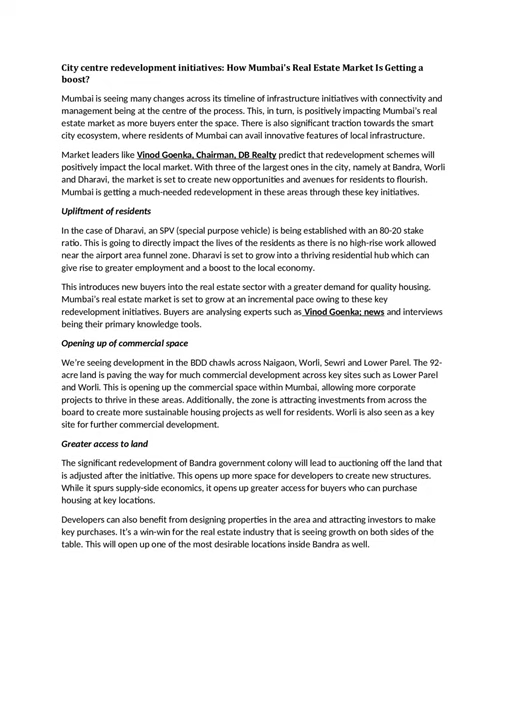 City centre redevelopment initiatives: How Mumbai's Real Estate Market Is Getting a
boost?
Mumbai is seeing many changes across its timeline of infrastructure initiatives with connectivity and
management being at the centre of the process. This, in turn, is positively impacting Mumbai's real
estate market as more buyers enter the space. There is also significant traction towards the smart
city ecosystem, where residents of Mumbai can avail innovative features of local infrastructure.
Market leaders like Vinod Goenka, Chairman, DB Realty predict that redevelopment schemes will
positively impact the local market. With three of the largest ones in the city, namely at Bandra, Worli
and Dharavi, the market is set to create new opportunities and avenues for residents to flourish.
Mumbai is getting a much-needed redevelopment in these areas through these key initiatives.
Upliftment of residents
In the case of Dharavi, an SPV (special purpose vehicle) is being established with an 80-20 stake
ratio. This is going to directly impact the lives of the residents as there is no high-rise work allowed
near the airport area funnel zone. Dharavi is set to grow into a thriving residential hub which can
give rise to greater employment and a boost to the local economy.
This introduces new buyers into the real estate sector with a greater demand for quality housing.
Mumbai's real estate market is set to grow at an incremental pace owing to these key
redevelopment initiatives. Buyers are analysing experts such as Vinod Goenka; news and interviews
being their primary knowledge tools.
Opening up of commercial space
We're seeing development in the BDD chawls across Naigaon, Worli, Sewri and Lower Parel. The 92-
acre land is paving the way for much commercial development across key sites such as Lower Parel
and Worli. This is opening up the commercial space within Mumbai, allowing more corporate
projects to thrive in these areas. Additionally, the zone is attracting investments from across the
board to create more sustainable housing projects as well for residents. Worli is also seen as a key
site for further commercial development.
Greater access to land
The significant redevelopment of Bandra government colony will lead to auctioning off the land that
is adjusted after the initiative. This opens up more space for developers to create new structures.
While it spurs supply-side economics, it opens up greater access for buyers who can purchase
housing at key locations.
Developers can also benefit from designing properties in the area and attracting investors to make
key purchases. It's a win-win for the real estate industry that is seeing growth on both sides of the
table. This will open up one of the most desirable locations inside Bandra as well.